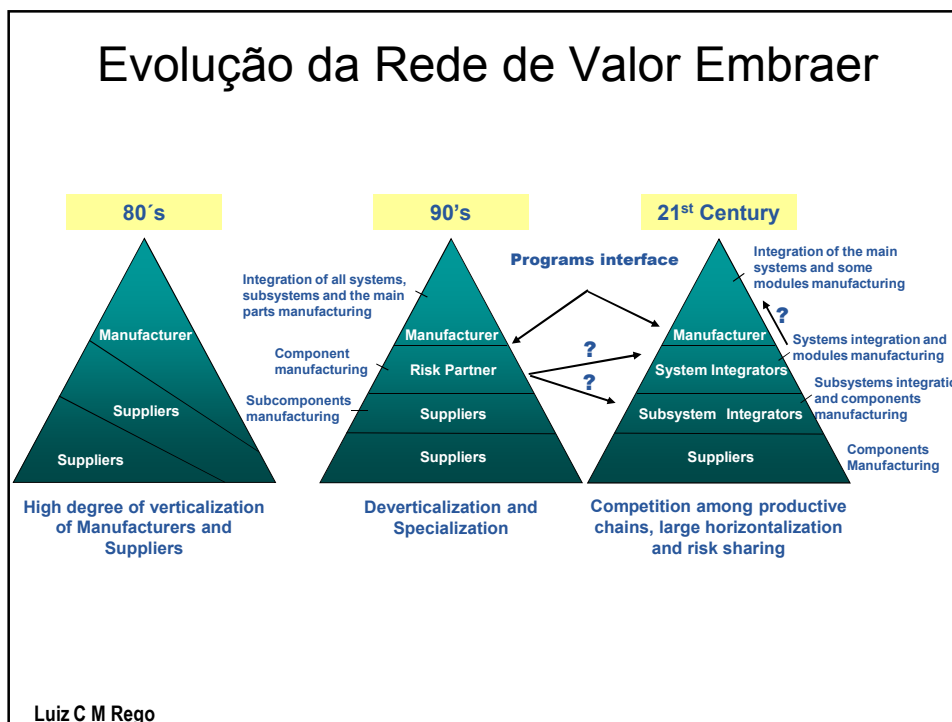 Evolução da Rede de Valor Embraer
80´s
Manufacturer
Suppliers
Suppliers
High degree of verticalization
of Manufacturers and
Suppliers
90's
Integration of all systems,
subsystems and the main
parts manufacturing
Component
manufacturing
Subcomponents
manufacturing
Manufacturer
Risk Partner
Suppliers
Suppliers
Deverticalization and
Specialization
Programs interface
?
?
21st Century
Manufacturer
System Integrators
Subsystem Integrators
Suppliers
Integration of the main
systems and some
modules manufacturing
?
Systems integration and
modules manufacturing
Subsystems integratio
and components
manufacturing
Components
Manufacturing
Competition among productive
chains, large horizontalization
and risk sharing
Luiz C M Rego